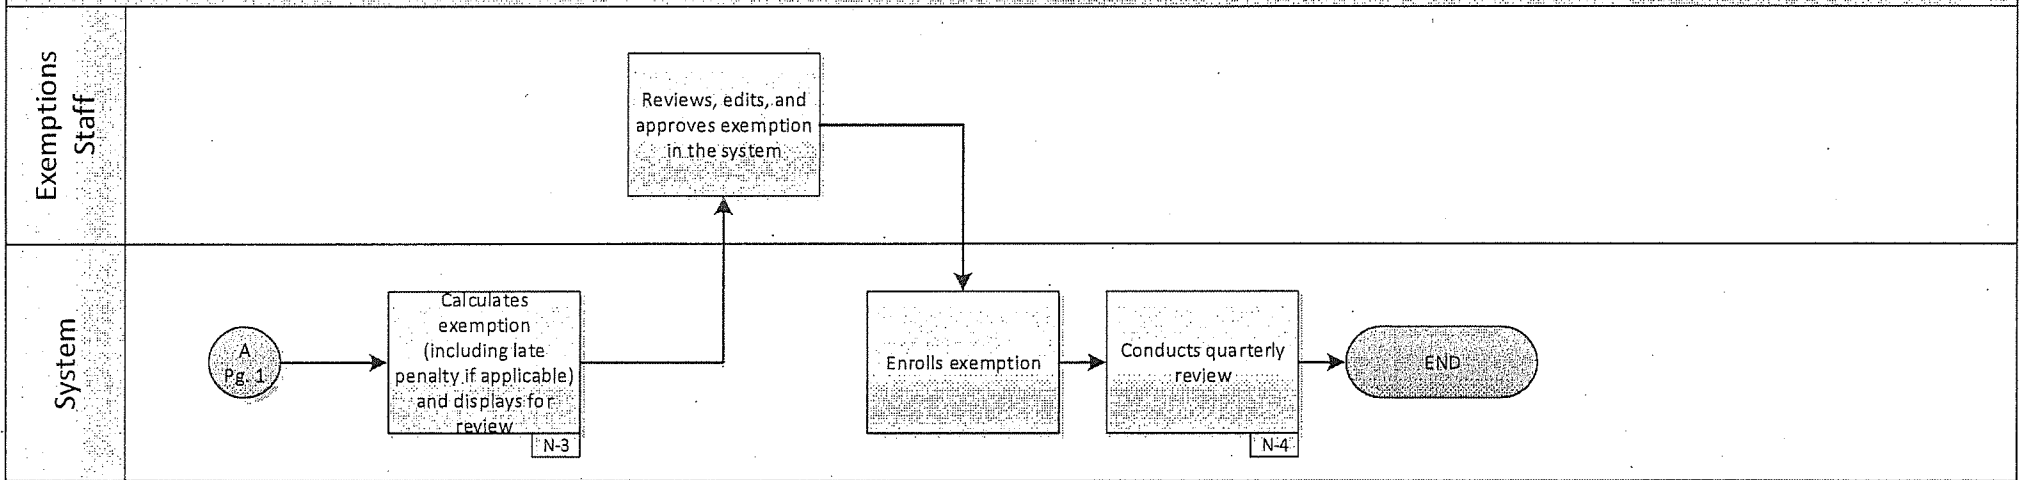 Exemptions
Staff
Reviews, edits, and
approves exemption
in the system
System
A
Pg. 1
Calculates
exemption
(including late
penalty if applicable)
and displays for
review
N-3
Enrolls exemption
Conducts quarterly
review
N-4
END